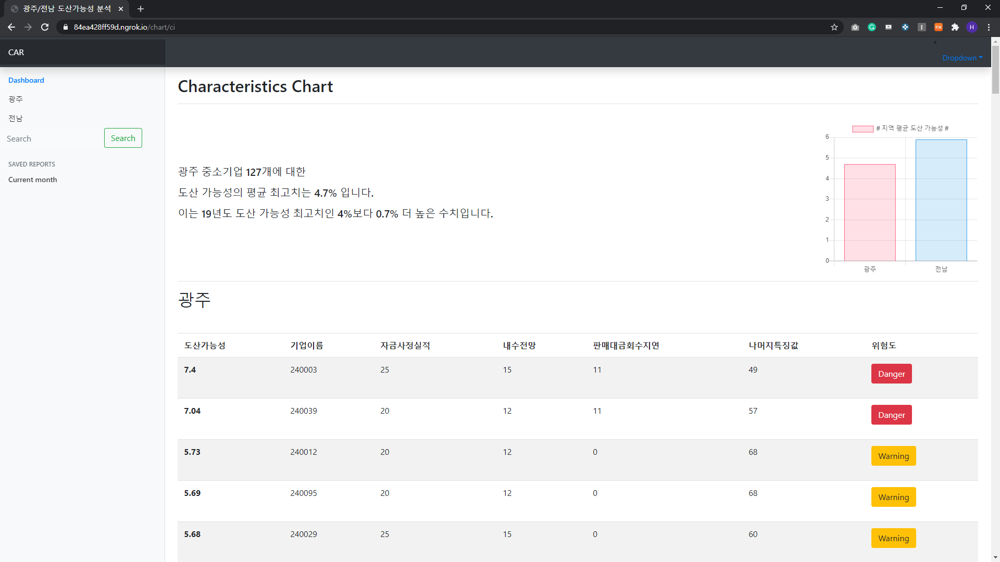 광주/전남 도산가능성 분석
84ea428ff59d.ngrok.io/chart/ci
CAR
Dropdown
Dashboard
광주
전남
Search
Search
SAVED REPORTS
Current month
Characteristics Chart
광주 중소기업 127개에 대한
도산 가능성의 평균 최고치는 4.7% 입니다.
이는 19년도 도산 가능성 최고치인 4%보다 0.7% 더 높은 수치입니다.
# 지역 평균 도산 가능성 #
6
5
4
3
2
1
0
광주 전남
광주
도산가능성 기업이름 자금사정실적 내수전망 판매대금회수지연 나머지특징값 위험도
7.4 240003 25 15 11 49 Danger
7.04 240039 20 12 11 57 Danger
5.73 240012 20 12 0 68 Warning
5.69 240095 20 12 0 68 Warning
5.68 240029 25 15 0 60 Warning